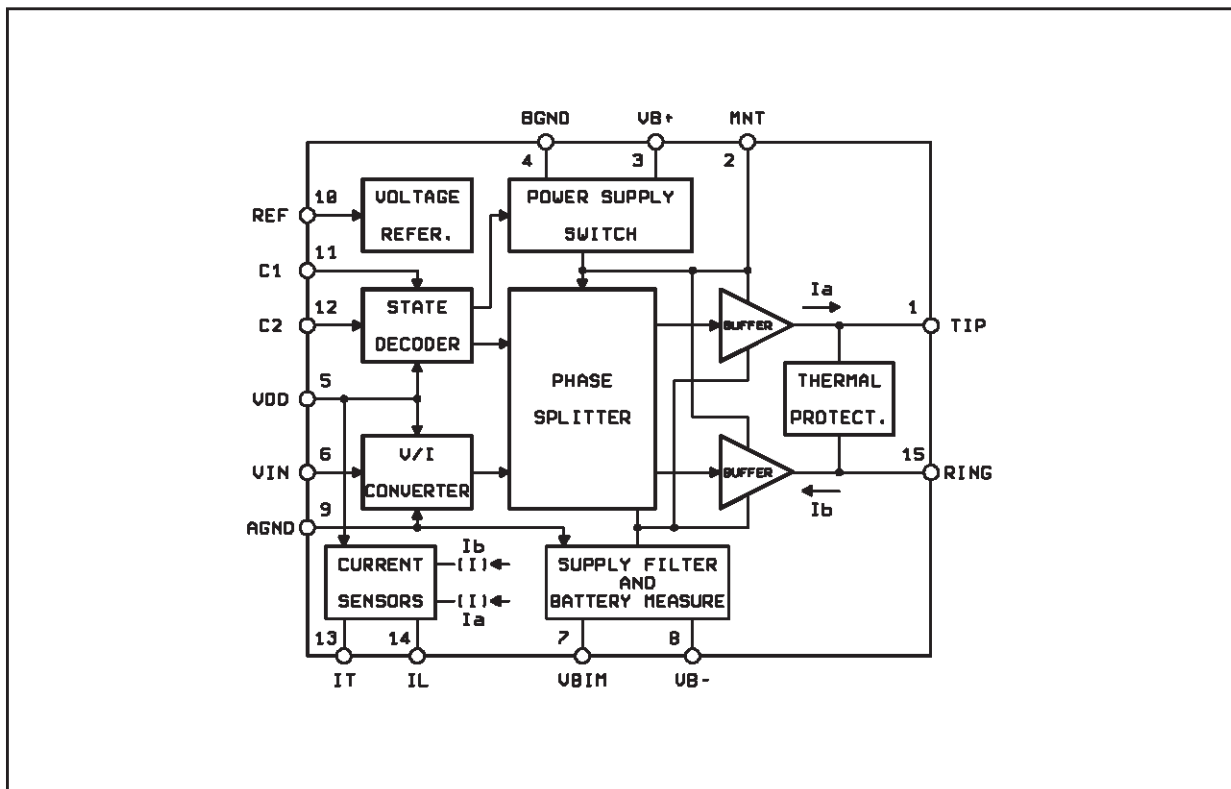 BGND VB+ MNT
4 3 2
10 VOLTAGE POWER SUPPLY
REF REFER. SWITCH
11
C1
12 STATE BUFFER Ia 1
C2 DECODER TIP
5 PHASE THERMAL
VDD SPLITTER PROTECT.
6 V/I BUFFER 15
VIN CONVERTER RING
9 Ib
AGND
CURRENT Ib SUPPLY FILTER
(I) AND
SENSORS (I) BATTERY MEASURE
Ia
13 14 7 8
IT IL VBIM VB-